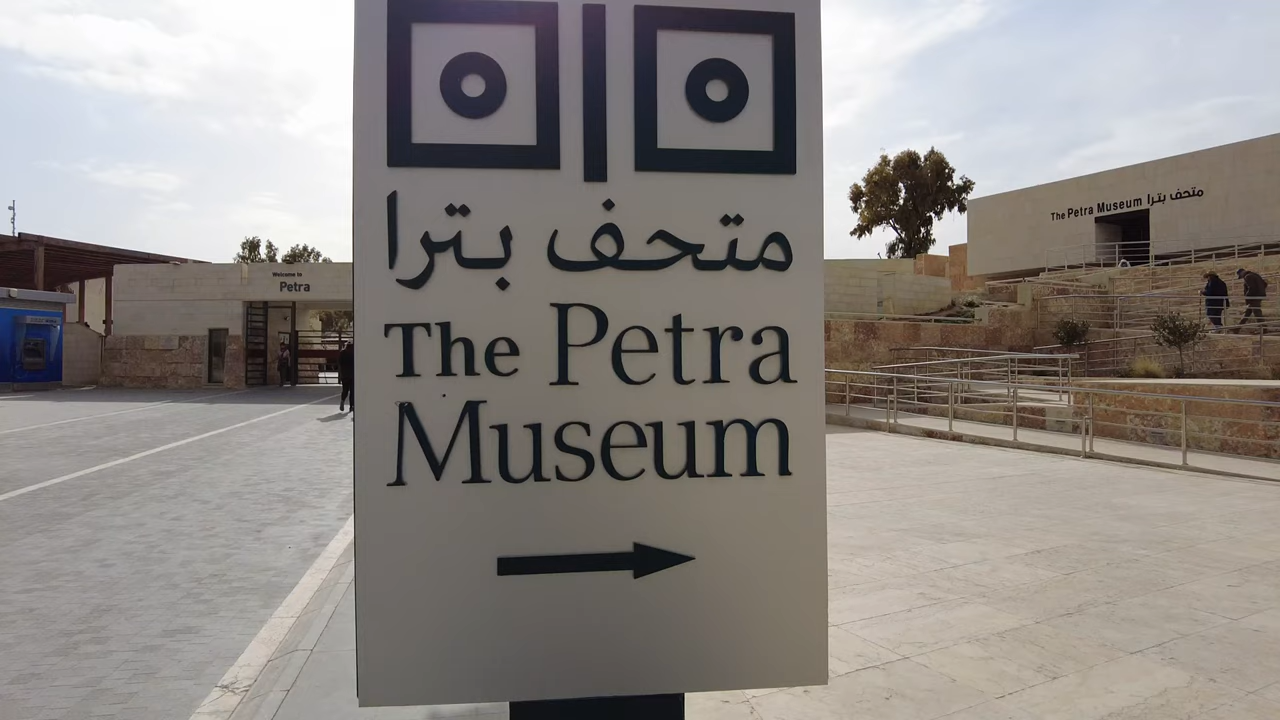 متحف بترا
The Petra
Museum
Welcome to
Petra
The Petra Museum متحف بترا